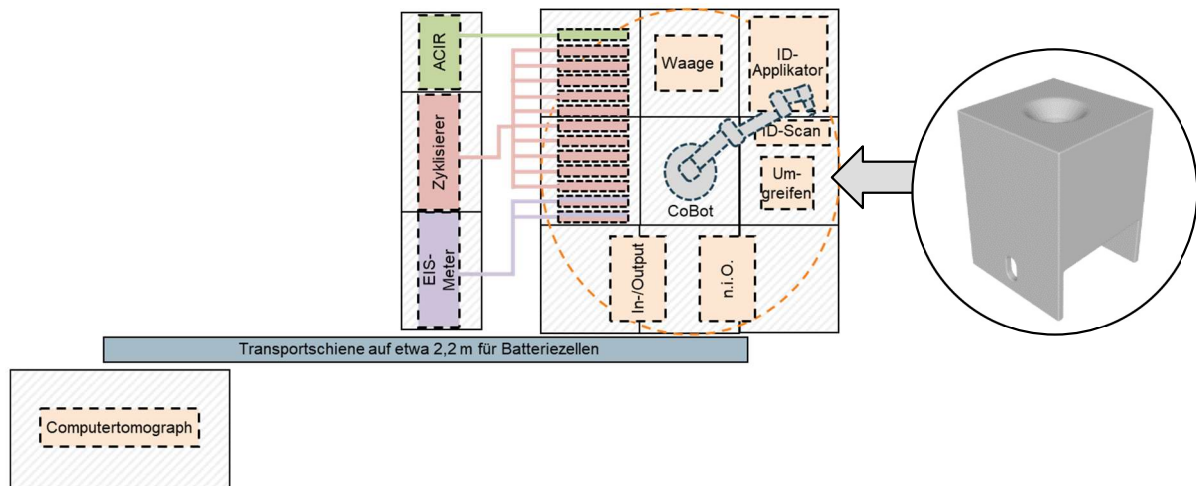 ACIR
Zyklisierer
EIS-
Meter
Waage
ID-
Applikator
ID-Scan
Um-
greifen
CoBot
In-/Output
n.i.O.
Transportschiene auf etwa 2,2 m für Batteriezellen
Computertomograph